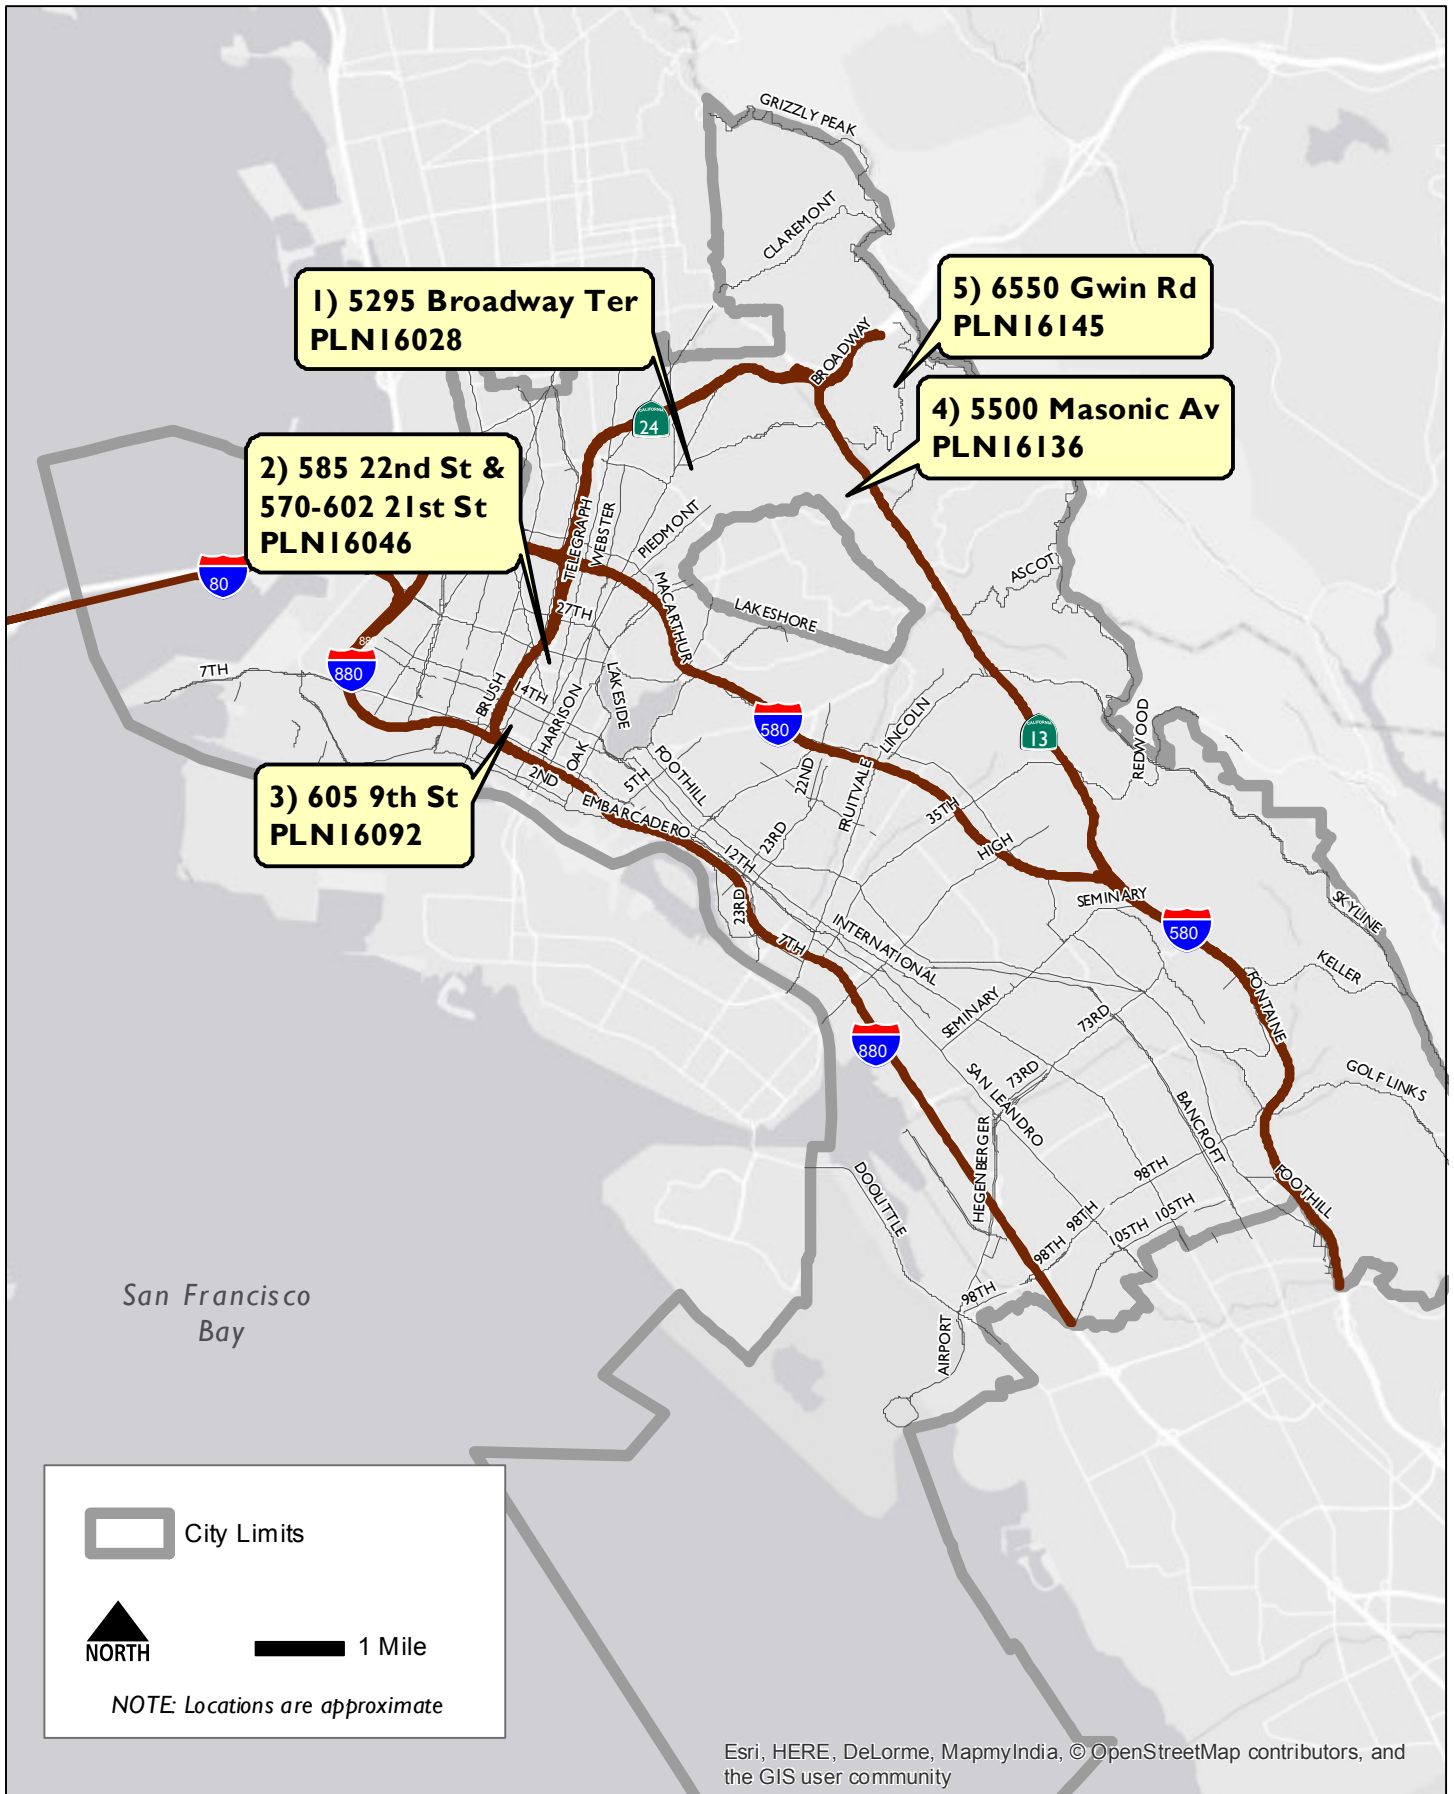 GRIZZLY PEAK
CLAREMONT
1) 5295 Broadway Ter
PLN16028
5) 6550 Gwin Rd
PLN16145
BROADWAY
4) 5500 Masonic Av
PLN16136
CALIFORNIA
24
2) 585 22nd St &
570-602 21st St
PLN16046
TELEGRAPH
WEBSTER
PIEDMONT
80
MACARTHUR
ASCOT
27TH
LAKESHORE
880
880
7TH
BRUSH
14TH
HARRISON
LAKESIDE
OAK
580
LINCOLN
CALIFORNIA
13
REDWOOD
3) 605 9th St
PLN16092
2ND
5TH
FOOTHILL
EMBARCADERO
22ND
FRUITVALE
23RD
35TH
HIGH
12TH
23RD
SEMINARY
SKYLINE
7TH
INTERNATIONAL
580
KELLER
FONTAINE
SEMINARY
73RD
880
73RD
SAN LEANDRO
GOLF LINKS
BANCROFT
HEGENBERGER
DOOLITTLE
98TH
98TH
105TH
105TH
FOOTHILL
98TH
98TH
AIRPORT
San Francisco
Bay
City Limits
NORTH
1 Mile
NOTE: Locations are approximate
Esri, HERE, DeLorme, MapmyIndia, © OpenStreetMap contributors, and
the GIS user community